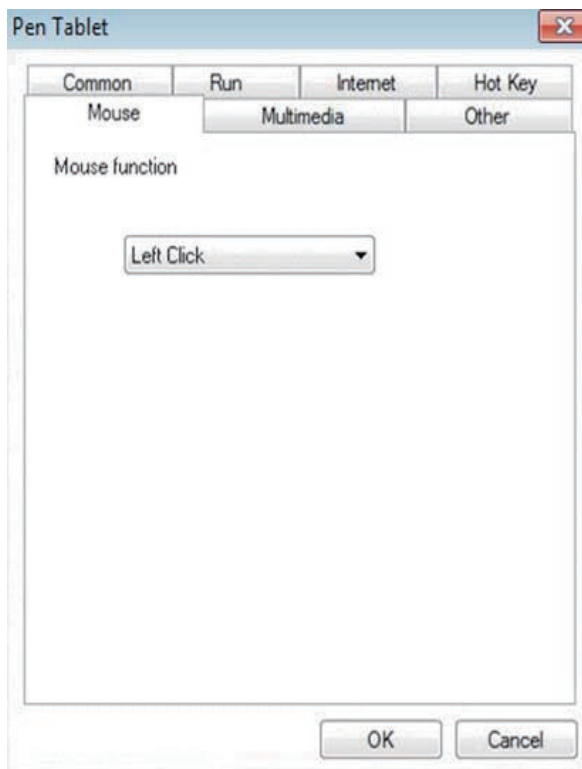 Pen Tablet
Common Run Internet Hot Key
Mouse Multimedia Other
Mouse function
Left Click
OK Cancel